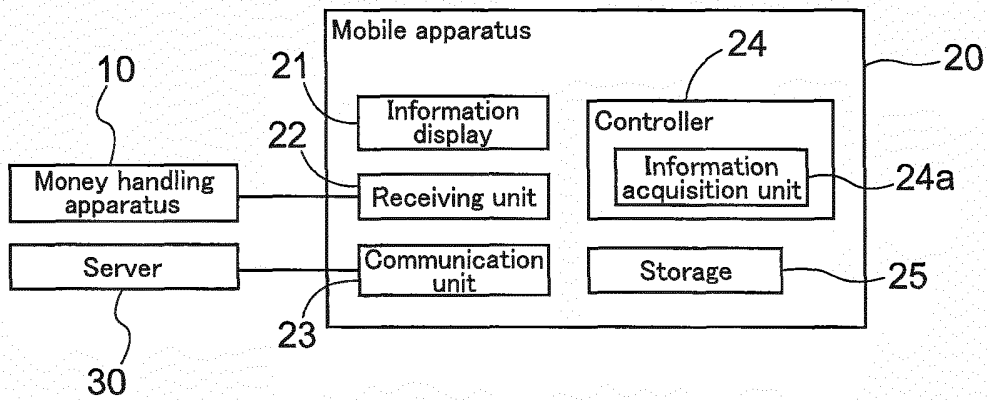 Mobile apparatus
24
20
10
21
Information
display
Controller
22
Information
acquisition unit
24a
Money handling
apparatus
Receiving unit
Server
Communication
unit
Storage
25
23
30